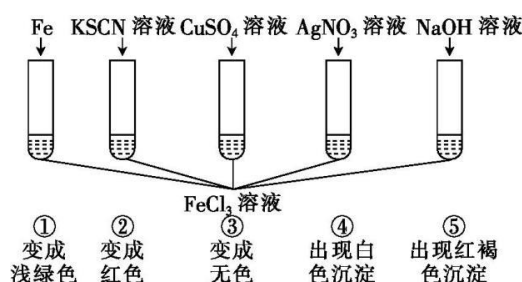 Fe KSCN 溶液 CuSO₄ 溶液 AgNO₃ 溶液 NaOH 溶液
FeCl₃ 溶液
① ② ③ ④ ⑤
变成 变成 变成 出现白 出现红褐
浅绿色 红色 无色 色沉淀 色沉淀